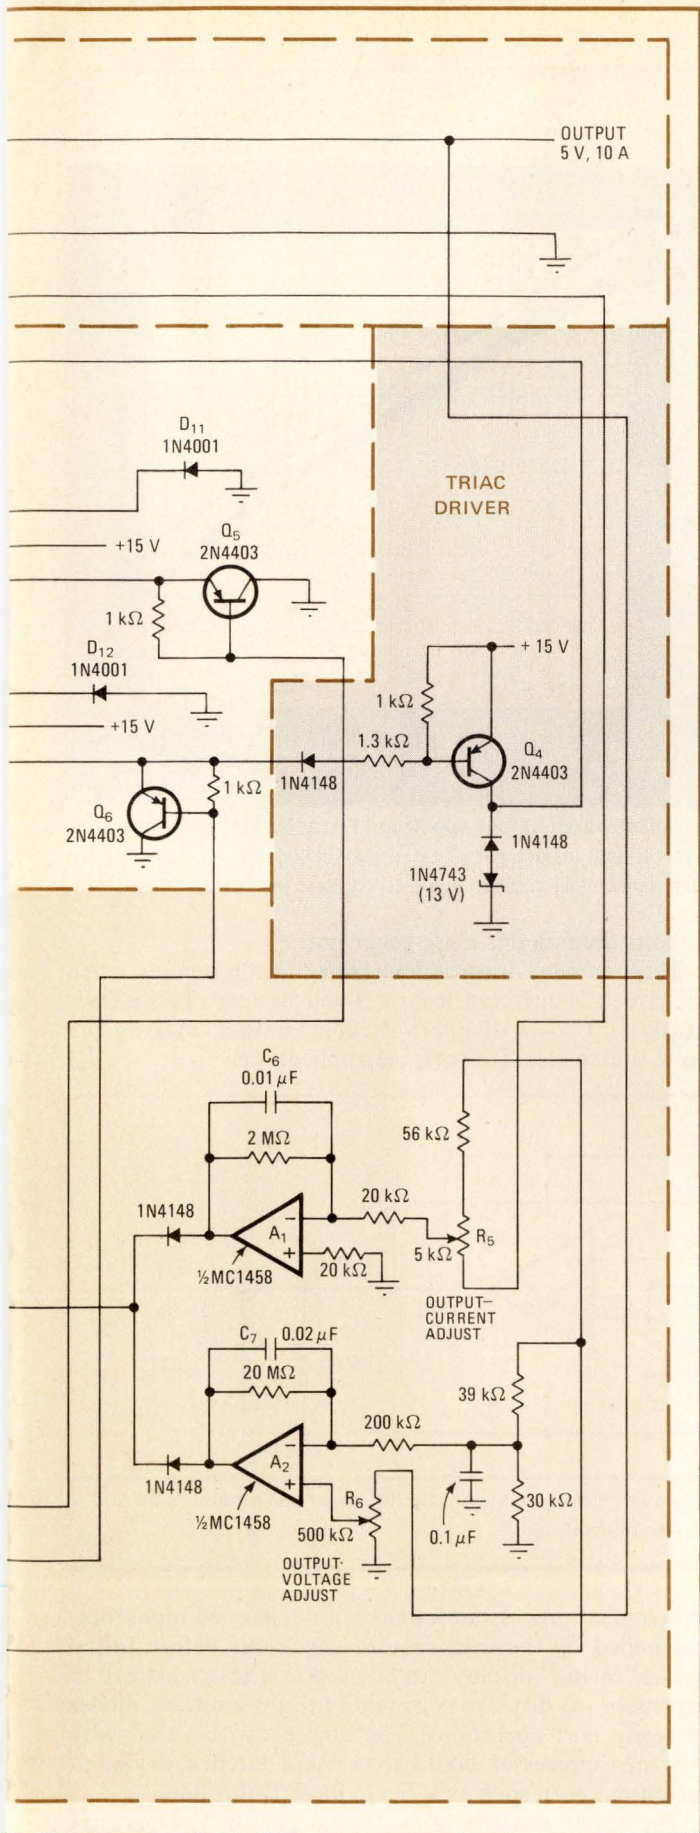 OUTPUT
5 V, 10 A
D11
1N4001
TRIAC
DRIVER
+15 V
Q5
2N4403
1 kΩ
D12
1N4001
+ 15 V
+15 V
1 kΩ
1.3 kΩ
Q4
2N4403
1N4148
1 kΩ
Q6
2N4403
1N4148
1N4743
(13 V)
C6
0.01 μF
56 kΩ
2 MΩ
1N4148
20 kΩ
R5
A1
−
+
5 kΩ
20 kΩ
½MC1458
OUTPUT–
CURRENT
ADJUST
C7
0.02 μF
20 MΩ
39 kΩ
200 kΩ
−
A2
+
1N4148
R6
30 kΩ
½MC1458
500 kΩ
0.1 μF
OUTPUT-
VOLTAGE
ADJUST